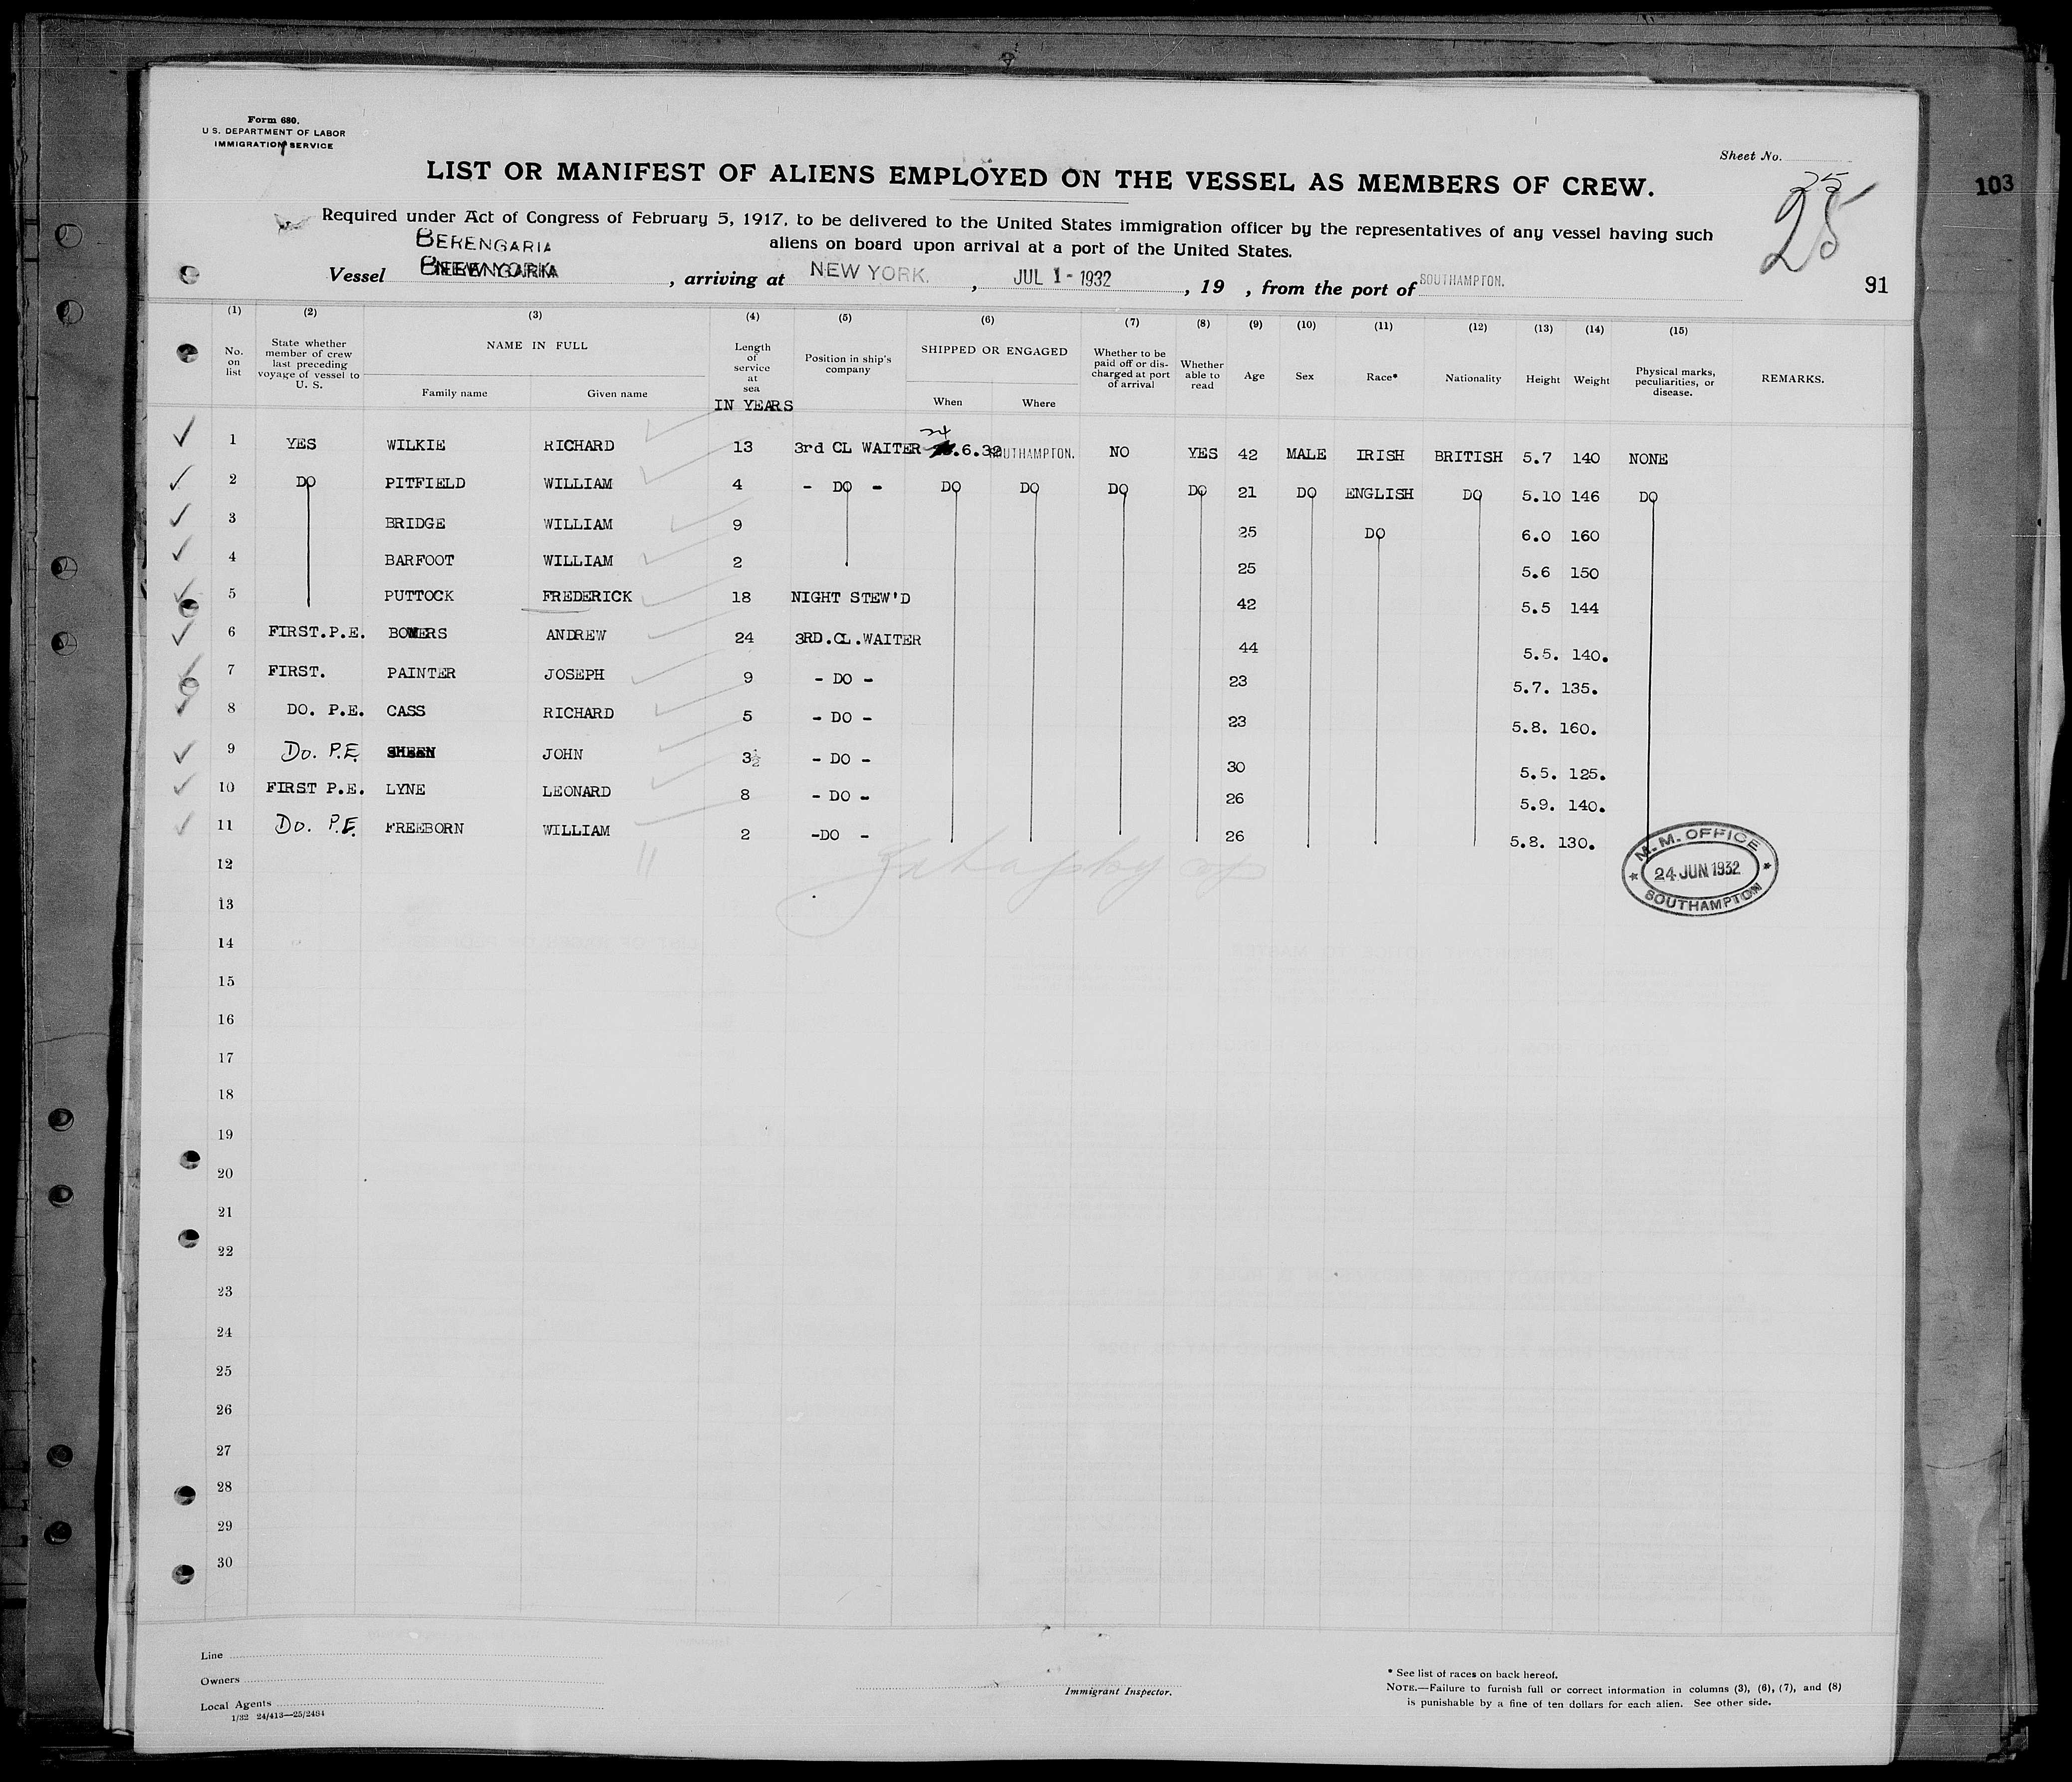 Form 680.
U. S. DEPARTMENT OF LABOR
IMMIGRATION SERVICE
Sheet No.
LIST OR MANIFEST OF ALIENS EMPLOYED ON THE VESSEL AS MEMBERS OF CREW.
25
25
103
Required under Act of Congress of February 5, 1917, to be delivered to the United States immigration officer by the representatives of any vessel having such
aliens on board upon arrival at a port of the United States.
BERENGARIA
Vessel , arriving at NEW YORK. , JUL 1 - 1932 , 19 , from the port of SOUTHAMPTON.
91
(1) (2) (3) (4) (5) (6) (7) (8) (9) (10) (11) (12) (13) (14) (15)
No. on list
State whether member of crew last preceding voyage of vessel to U. S.
NAME IN FULL
Family name Given name
Length of service at sea
IN YEARS
Position in ship's company
SHIPPED OR ENGAGED
When Where
Whether to be paid off or dis-charged at port of arrival
Whether able to read
Age Sex Race* Nationality Height Weight
Physical marks, peculiarities, or disease.
REMARKS.
24
1 YES WILKIE RICHARD 13 3rd CL WAITER .6.32 SOUTHAMPTON. NO YES 42 MALE IRISH BRITISH 5.7 140 NONE
2 DO PITFIELD WILLIAM 4 - DO - DO DO DO DO 21 DO ENGLISH DO 5.10 146 DO
3 BRIDGE WILLIAM 9 25 DO 6.0 160
4 BARFOOT WILLIAM 2 25 5.6 150
5 PUTTOCK FREDERICK 18 NIGHT STEW'D 42 5.5 144
6 FIRST.P.E. BOWERS ANDREW 24 3RD.CL.WAITER 44 5.5. 140.
7 FIRST. PAINTER JOSEPH 9 - DO - 23 5.7. 135.
8 DO. P.E. CASS RICHARD 5 - DO - 23 5.8. 160.
9 Do. P.E. SHEEN JOHN 3½ - DO - 30 5.5. 125.
10 FIRST P.E. LYNE LEONARD 8 - DO - 26 5.9. 140.
11 Do. P.E. FREEBORN WILLIAM 2 -DO - 26 5.8. 130.
M.M. OFFICE
24 JUN 1932
SOUTHAMPTON
11
12
13
14
15
16
17
18
19
20
21
22
23
24
25
26
27
28
29
30
Line
Owners
Local Agents
1/32 24/413—25/2484
Immigrant Inspector.
* See list of races on back hereof.
NOTE.—Failure to furnish full or correct information in columns (3), (6), (7), and (8)
is punishable by a fine of ten dollars for each alien. See other side.